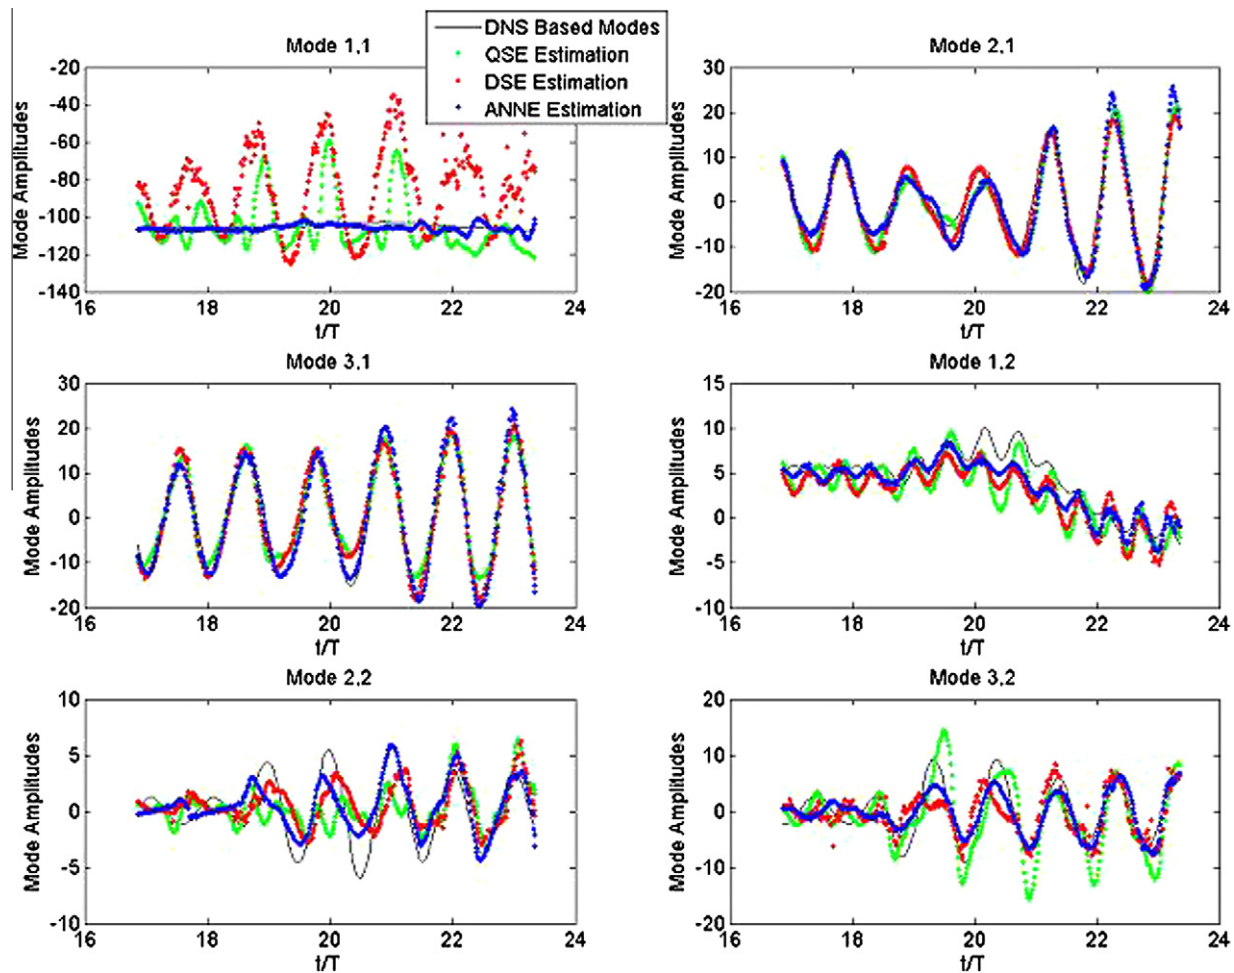 DNS Based Modes
QSE Estimation
DSE Estimation
ANNE Estimation
Mode 1,1
Mode Amplitudes
-20
-40
-60
-80
-100
-120
-140
16 18 20 22 24
t/T
Mode 2,1
Mode Amplitudes
30
20
10
0
-10
-20
16 18 20 22 24
t/T
Mode 3,1
Mode Amplitudes
30
20
10
0
-10
-20
16 18 20 22 24
t/T
Mode 1,2
Mode Amplitudes
15
10
5
0
-5
-10
16 18 20 22 24
t/T
Mode 2,2
Mode Amplitudes
10
5
0
-5
-10
16 18 20 22 24
t/T
Mode 3,2
Mode Amplitudes
20
10
0
-10
-20
16 18 20 22 24
t/T